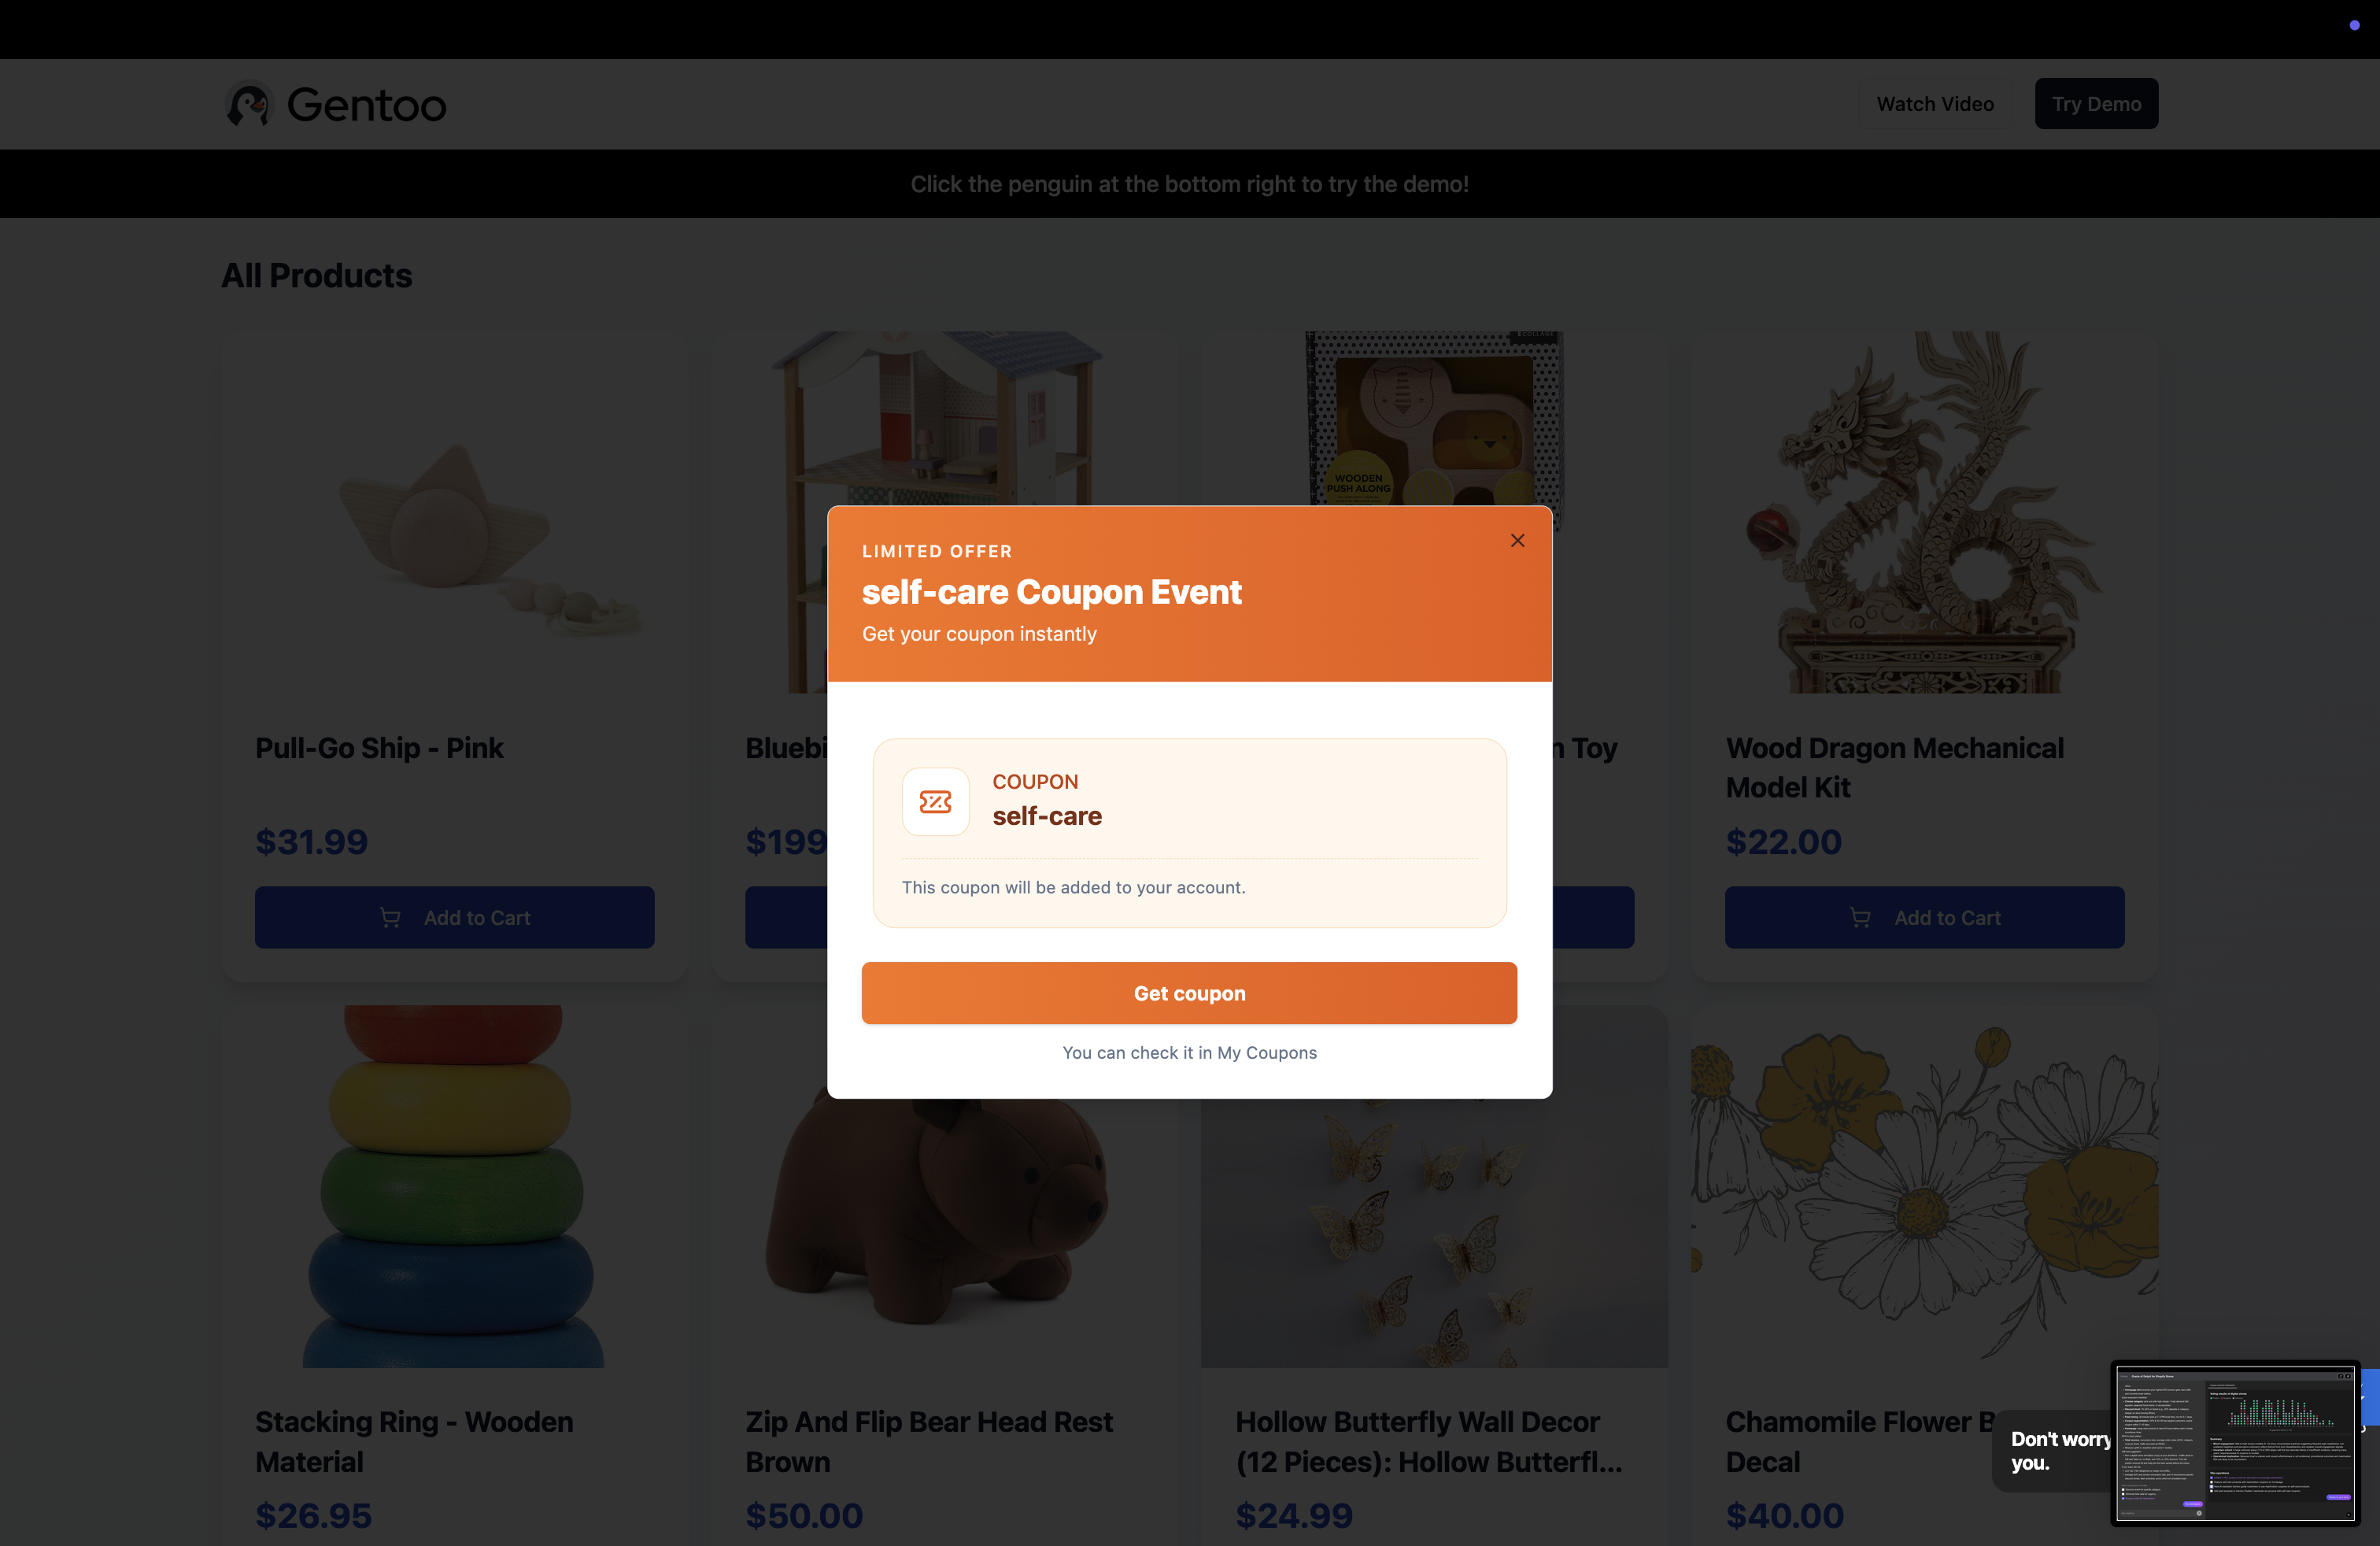 Gentoo
Watch Video
Try Demo
Click the penguin at the bottom right to try the demo!
All Products
WOODEN
PUSH ALONG
LIMITED OFFER
self-care Coupon Event
Get your coupon instantly
COUPON
self-care
This coupon will be added to your account.
Get coupon
You can check it in My Coupons
Pull-Go Ship - Pink
$31.99
Add to Cart
Bluebi
$199
n Toy
Wood Dragon Mechanical
Model Kit
$22.00
Add to Cart
Stacking Ring - Wooden
Material
$26.95
Zip And Flip Bear Head Rest
Brown
$50.00
Hollow Butterfly Wall Decor
(12 Pieces): Hollow Butterfl...
$24.99
Chamomile Flower B
Decal
$40.00
Don't worry
you.